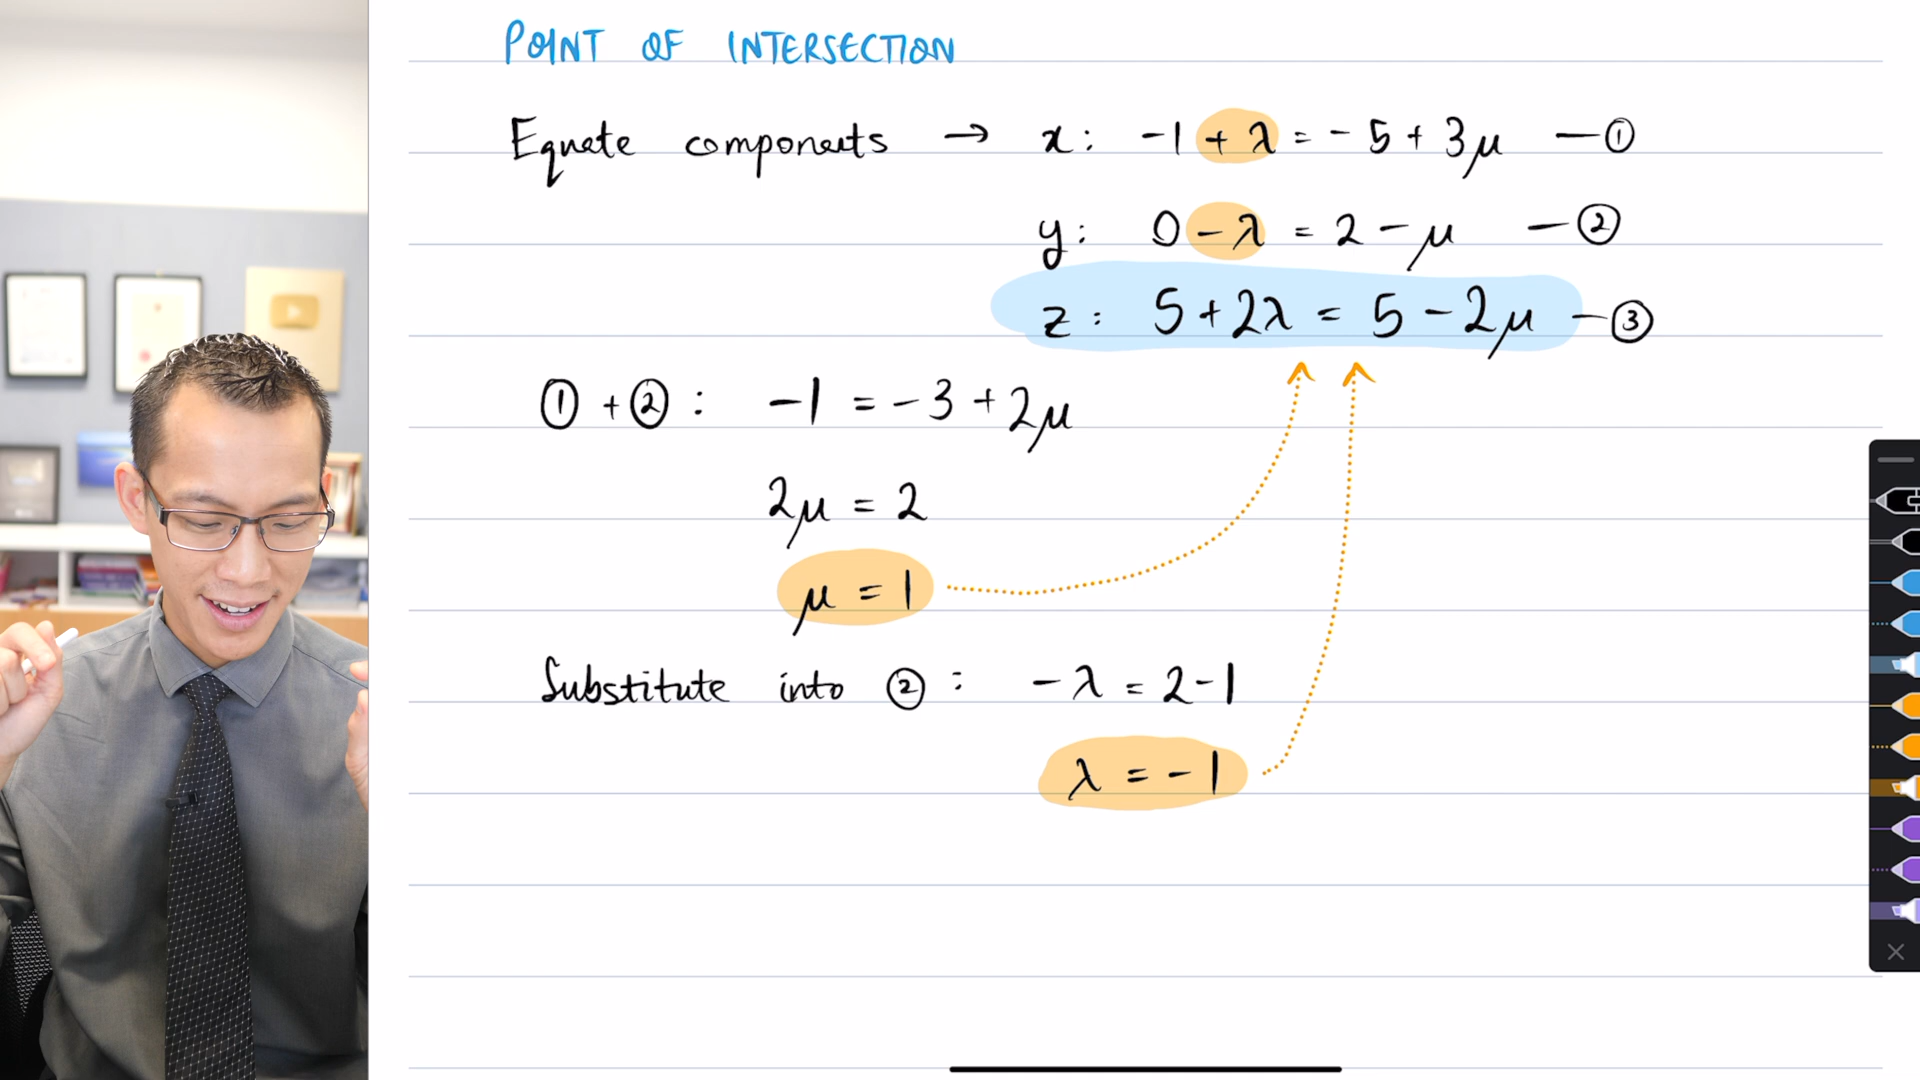 POINT OF INTERSECTION
Equate components → x: -1 + λ = -5 + 3μ —①
y: 0 - λ = 2 - μ —②
z: 5 + 2λ = 5 - 2μ —③
① + ②: -1 = -3 + 2μ
2μ = 2
μ = 1
Substitute into ②: -λ = 2 - 1
λ = -1